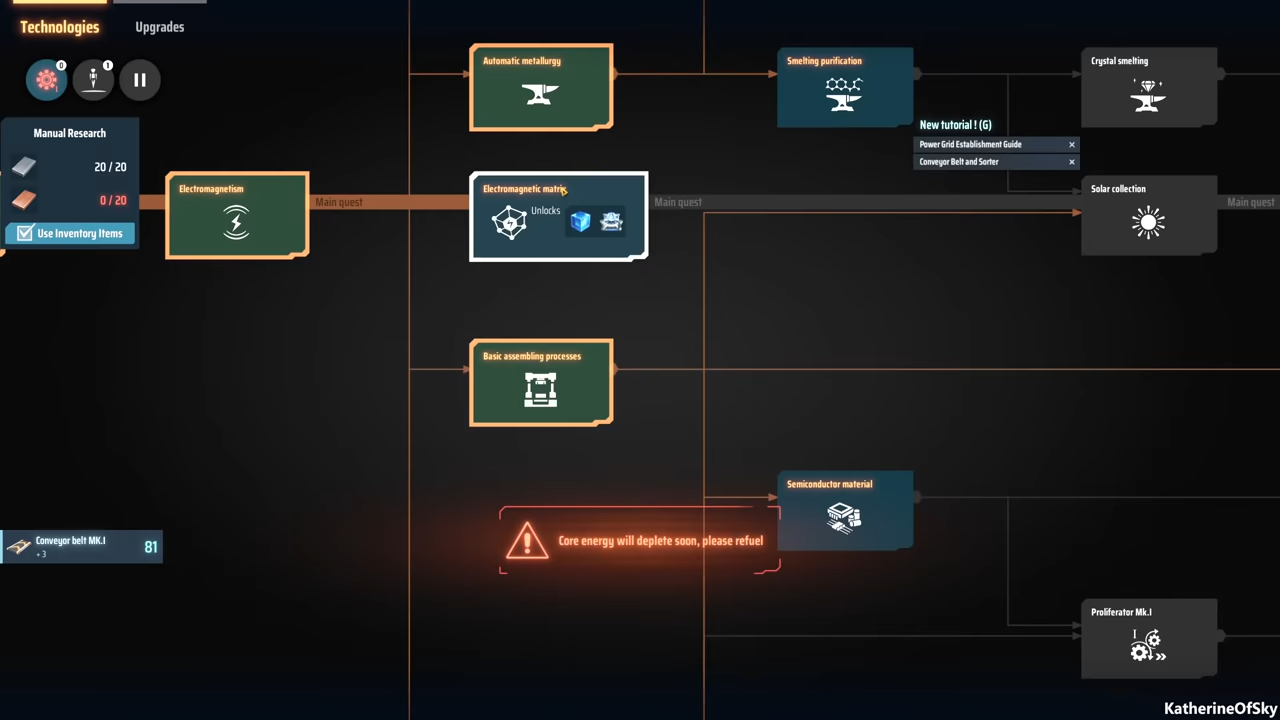 Technologies
Upgrades
0
1
Manual Research
20 / 20
0 / 20
Use Inventory Items
Automatic metallurgy
Smelting purification
Crystal smelting
New tutorial ! (G)
Power Grid Establishment Guide
Conveyor Belt and Sorter
Electromagnetism
Main quest
Electromagnetic matrix
Unlocks
Main quest
Solar collection
Main quest
Basic assembling processes
Semiconductor material
Core energy will deplete soon, please refuel
Conveyor belt MK.I
+ 3
81
Proliferator Mk.I
I
KatherineOfSky